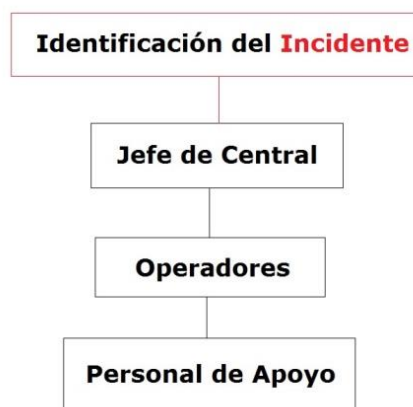 Identificación del Incidente
Jefe de Central
Operadores
Personal de Apoyo